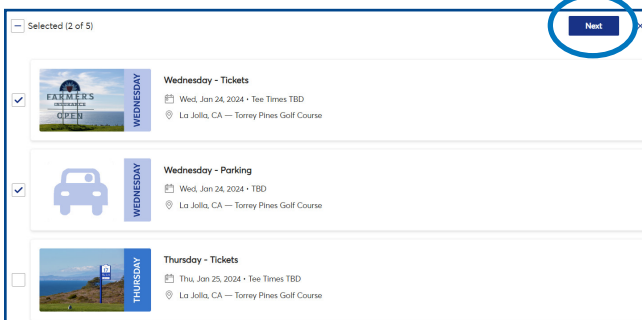 Selected (2 of 5)
Next
FARMERS
INSURANCE
OPEN
WEDNESDAY
Wednesday - Tickets
Wed, Jan 24, 2024 • Tee Times TBD
La Jolla, CA — Torrey Pines Golf Course
WEDNESDAY
Wednesday - Parking
Wed, Jan 24, 2024 • TBD
La Jolla, CA — Torrey Pines Golf Course
THURSDAY
Thursday - Tickets
Thu, Jan 25, 2024 • Tee Times TBD
La Jolla, CA — Torrey Pines Golf Course